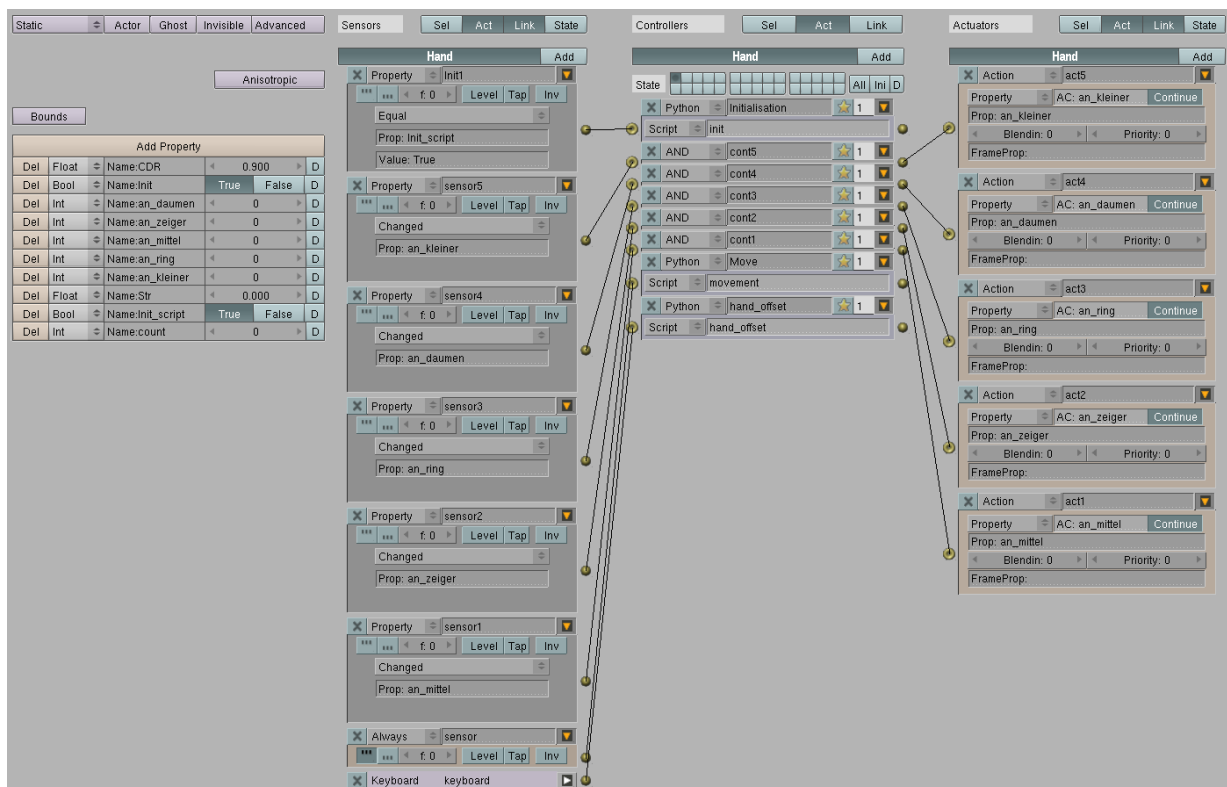 Static Actor Ghost Invisible Advanced
Anisotropic
Bounds
Add Property
Del Float Name:CDR 0.900 D
Del Bool Name:Init True False D
Del Int Name:an_daumen 0 D
Del Int Name:an_zeiger 0 D
Del Int Name:an_mittel 0 D
Del Int Name:an_ring 0 D
Del Int Name:an_kleiner 0 D
Del Float Name:Str 0.000 D
Del Bool Name:Init_script True False D
Del Int Name:count 0 D
Sensors Sel Act Link State
Hand Add
X Property Init1
f: 0 Level Tap Inv
Equal
Prop: Init_script
Value: True
X Property sensor5
f: 0 Level Tap Inv
Changed
Prop: an_kleiner
X Property sensor4
f: 0 Level Tap Inv
Changed
Prop: an_daumen
X Property sensor3
f: 0 Level Tap Inv
Changed
Prop: an_ring
X Property sensor2
f: 0 Level Tap Inv
Changed
Prop: an_zeiger
X Property sensor1
f: 0 Level Tap Inv
Changed
Prop: an_mittel
X Always sensor
f: 0 Level Tap Inv
X Keyboard keyboard
Controllers Sel Act Link
Hand Add
State All Ini D
X Python Initialisation 1
Script init
X AND cont5 1
X AND cont4 1
X AND cont3 1
X AND cont2 1
X AND cont1 1
X Python Move 1
Script movement
X Python hand_offset 1
Script hand_offset
Actuators Sel Act Link State
Hand Add
X Action act5
Property AC: an_kleiner Continue
Prop: an_kleiner
Blendin: 0 Priority: 0
FrameProp:
X Action act4
Property AC: an_daumen Continue
Prop: an_daumen
Blendin: 0 Priority: 0
FrameProp:
X Action act3
Property AC: an_ring Continue
Prop: an_ring
Blendin: 0 Priority: 0
FrameProp:
X Action act2
Property AC: an_zeiger Continue
Prop: an_zeiger
Blendin: 0 Priority: 0
FrameProp:
X Action act1
Property AC: an_mittel Continue
Prop: an_mittel
Blendin: 0 Priority: 0
FrameProp: